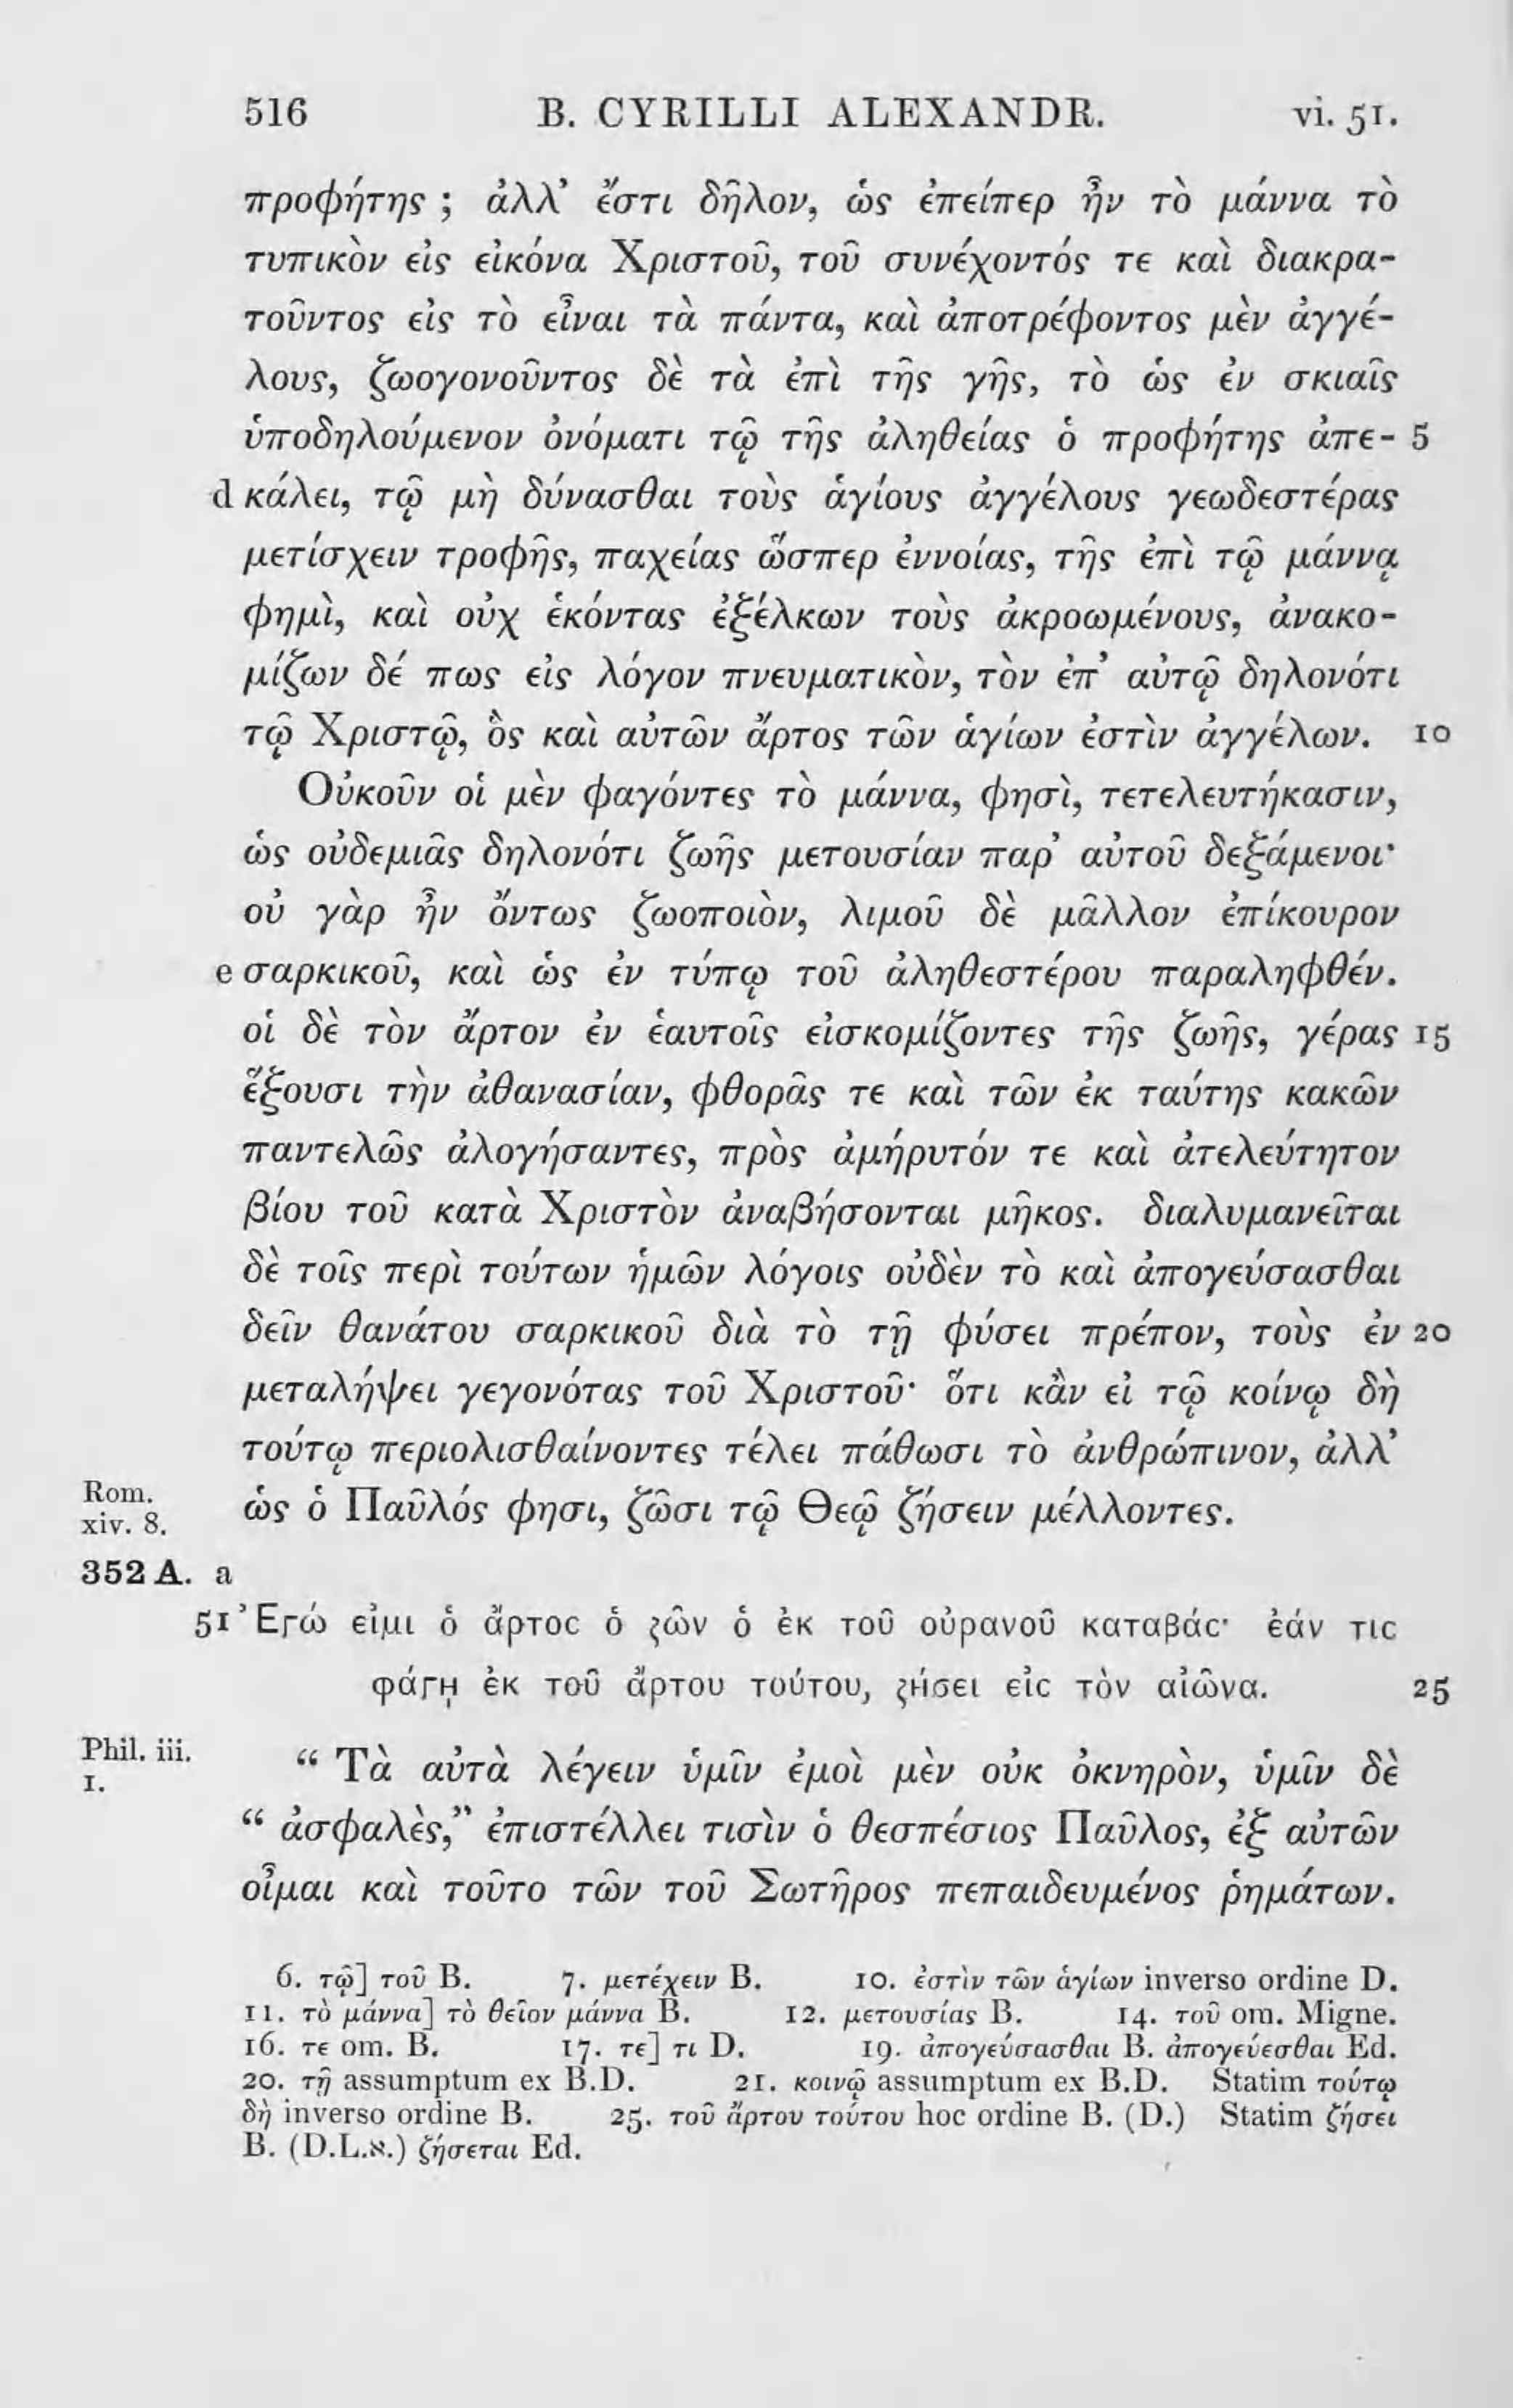 516 B. CYRILLI ALEXANDR. vi. 51.
προφήτης ; ἀλλ’ ἔστι δῆλον, ὡς ἐπείπερ ἦν τὸ μάννα τὸ
τυπικὸν εἰς εἰκόνα Χριστοῦ, τοῦ συνέχοντός τε καὶ διακρα-
τοῦντος εἰς τὸ εἶναι τὰ πάντα, καὶ ἀποτρέφοντος μὲν ἀγγέ-
λους, ζωογονοῦντος δὲ τὰ ἐπὶ τῆς γῆς, τὸ ὡς ἐν σκιαῖς
ὑποδηλούμενον ὀνόματι τῷ τῆς ἀληθείας ὁ προφήτης ἀπε- 5
d κάλει, τῷ μὴ δύνασθαι τοὺς ἁγίους ἀγγέλους γεωδεστέρας
μετίσχειν τροφῆς, παχείας ὥσπερ ἐννοίας, τῆς ἐπὶ τῷ μάννᾳ
φημὶ, καὶ οὐχ ἑκόντας ἐξέλκων τοὺς ἀκροωμένους, ἀνακο-
μίζων δέ πως εἰς λόγον πνευματικὸν, τὸν ἐπ’ αὐτῷ δηλονότι
τῷ Χριστῷ, ὃς καὶ αὐτῶν ἄρτος τῶν ἁγίων ἐστὶν ἀγγέλων. 10
Οὐκοῦν οἱ μὲν φαγόντες τὸ μάννα, φησὶ, τετελευτήκασιν,
ὡς οὐδεμιᾶς δηλονότι ζωῆς μετουσίαν παρ’ αὐτοῦ δεξάμενοι·
οὐ γὰρ ἦν ὄντως ζωοποιὸν, λιμοῦ δὲ μᾶλλον ἐπίκουρον
e σαρκικοῦ, καὶ ὡς ἐν τύπῳ τοῦ ἀληθεστέρου παραληφθέν.
οἱ δὲ τὸν ἄρτον ἐν ἑαυτοῖς εἰσκομίζοντες τῆς ζωῆς, γέρας 15
ἕξουσι τὴν ἀθανασίαν, φθορᾶς τε καὶ τῶν ἐκ ταύτης κακῶν
παντελῶς ἀλογήσαντες, πρὸς ἀμήρυτόν τε καὶ ἀτελεύτητον
βίου τοῦ κατὰ Χριστὸν ἀναβήσονται μῆκος. διαλυμανεῖται
δὲ τοῖς περὶ τούτων ἡμῶν λόγοις οὐδὲν τὸ καὶ ἀπογεύσασθαι
δεῖν θανάτου σαρκικοῦ διὰ τὸ τῇ φύσει πρέπον, τοὺς ἐν 20
μεταλήψει γεγονότας τοῦ Χριστοῦ· ὅτι κἂν εἰ τῷ κοίνῳ δὴ
τούτῳ περιολισθαίνοντες τέλει πάθωσι τὸ ἀνθρώπινον, ἀλλ’
Rom.
xiv. 8.
ὡς ὁ Παῦλός φησι, ζῶσι τῷ Θεῷ ζήσειν μέλλοντες.
352 A. a
51 Ἐγώ εἰμι ὁ ἄρτος ὁ ζῶν ὁ ἐκ τοῦ οὐρανοῦ καταβάς· ἐάν τις
φάγῃ ἐκ τοῦ ἄρτου τούτου, ζήσει εἰς τὸν αἰῶνα. 25
Phil. iii.
1.
“ Τὰ αὐτὰ λέγειν ὑμῖν ἐμοὶ μὲν οὐκ ὀκνηρὸν, ὑμῖν δὲ
“ ἀσφαλὲς,” ἐπιστέλλει τισὶν ὁ θεσπέσιος Παῦλος, ἐξ αὐτῶν
οἶμαι καὶ τοῦτο τῶν τοῦ Σωτῆρος πεπαιδευμένος ῥημάτων.
6. τῷ] τοῦ B. 7. μετέχειν B. 10. ἐστὶν τῶν ἁγίων inverso ordine D.
11. τὸ μάννα] τὸ θεῖον μάννα B. 12. μετουσίας B. 14. τοῦ om. Migne.
16. τε om. B. 17. τε] τι D. 19. ἀπογεύσασθαι B. ἀπογεύεσθαι Ed.
20. τῇ assumptum ex B.D. 21. κοινῷ assumptum ex B.D. Statim τούτῳ
δὴ inverso ordine B. 25. τοῦ ἄρτου τούτου hoc ordine B. (D.) Statim ζήσει
B. (D.L.א.) ζήσεται Ed.